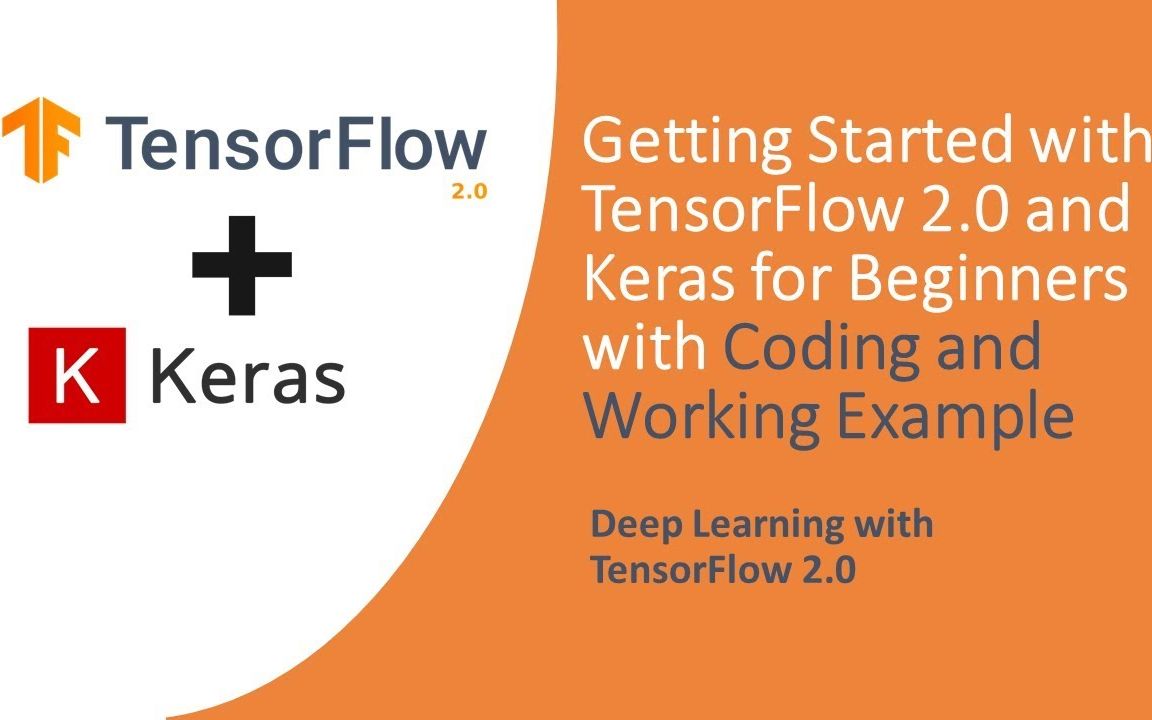 TensorFlow
2.0
K Keras
Getting Started with
TensorFlow 2.0 and
Keras for Beginners
with Coding and
Working Example
Deep Learning with
TensorFlow 2.0